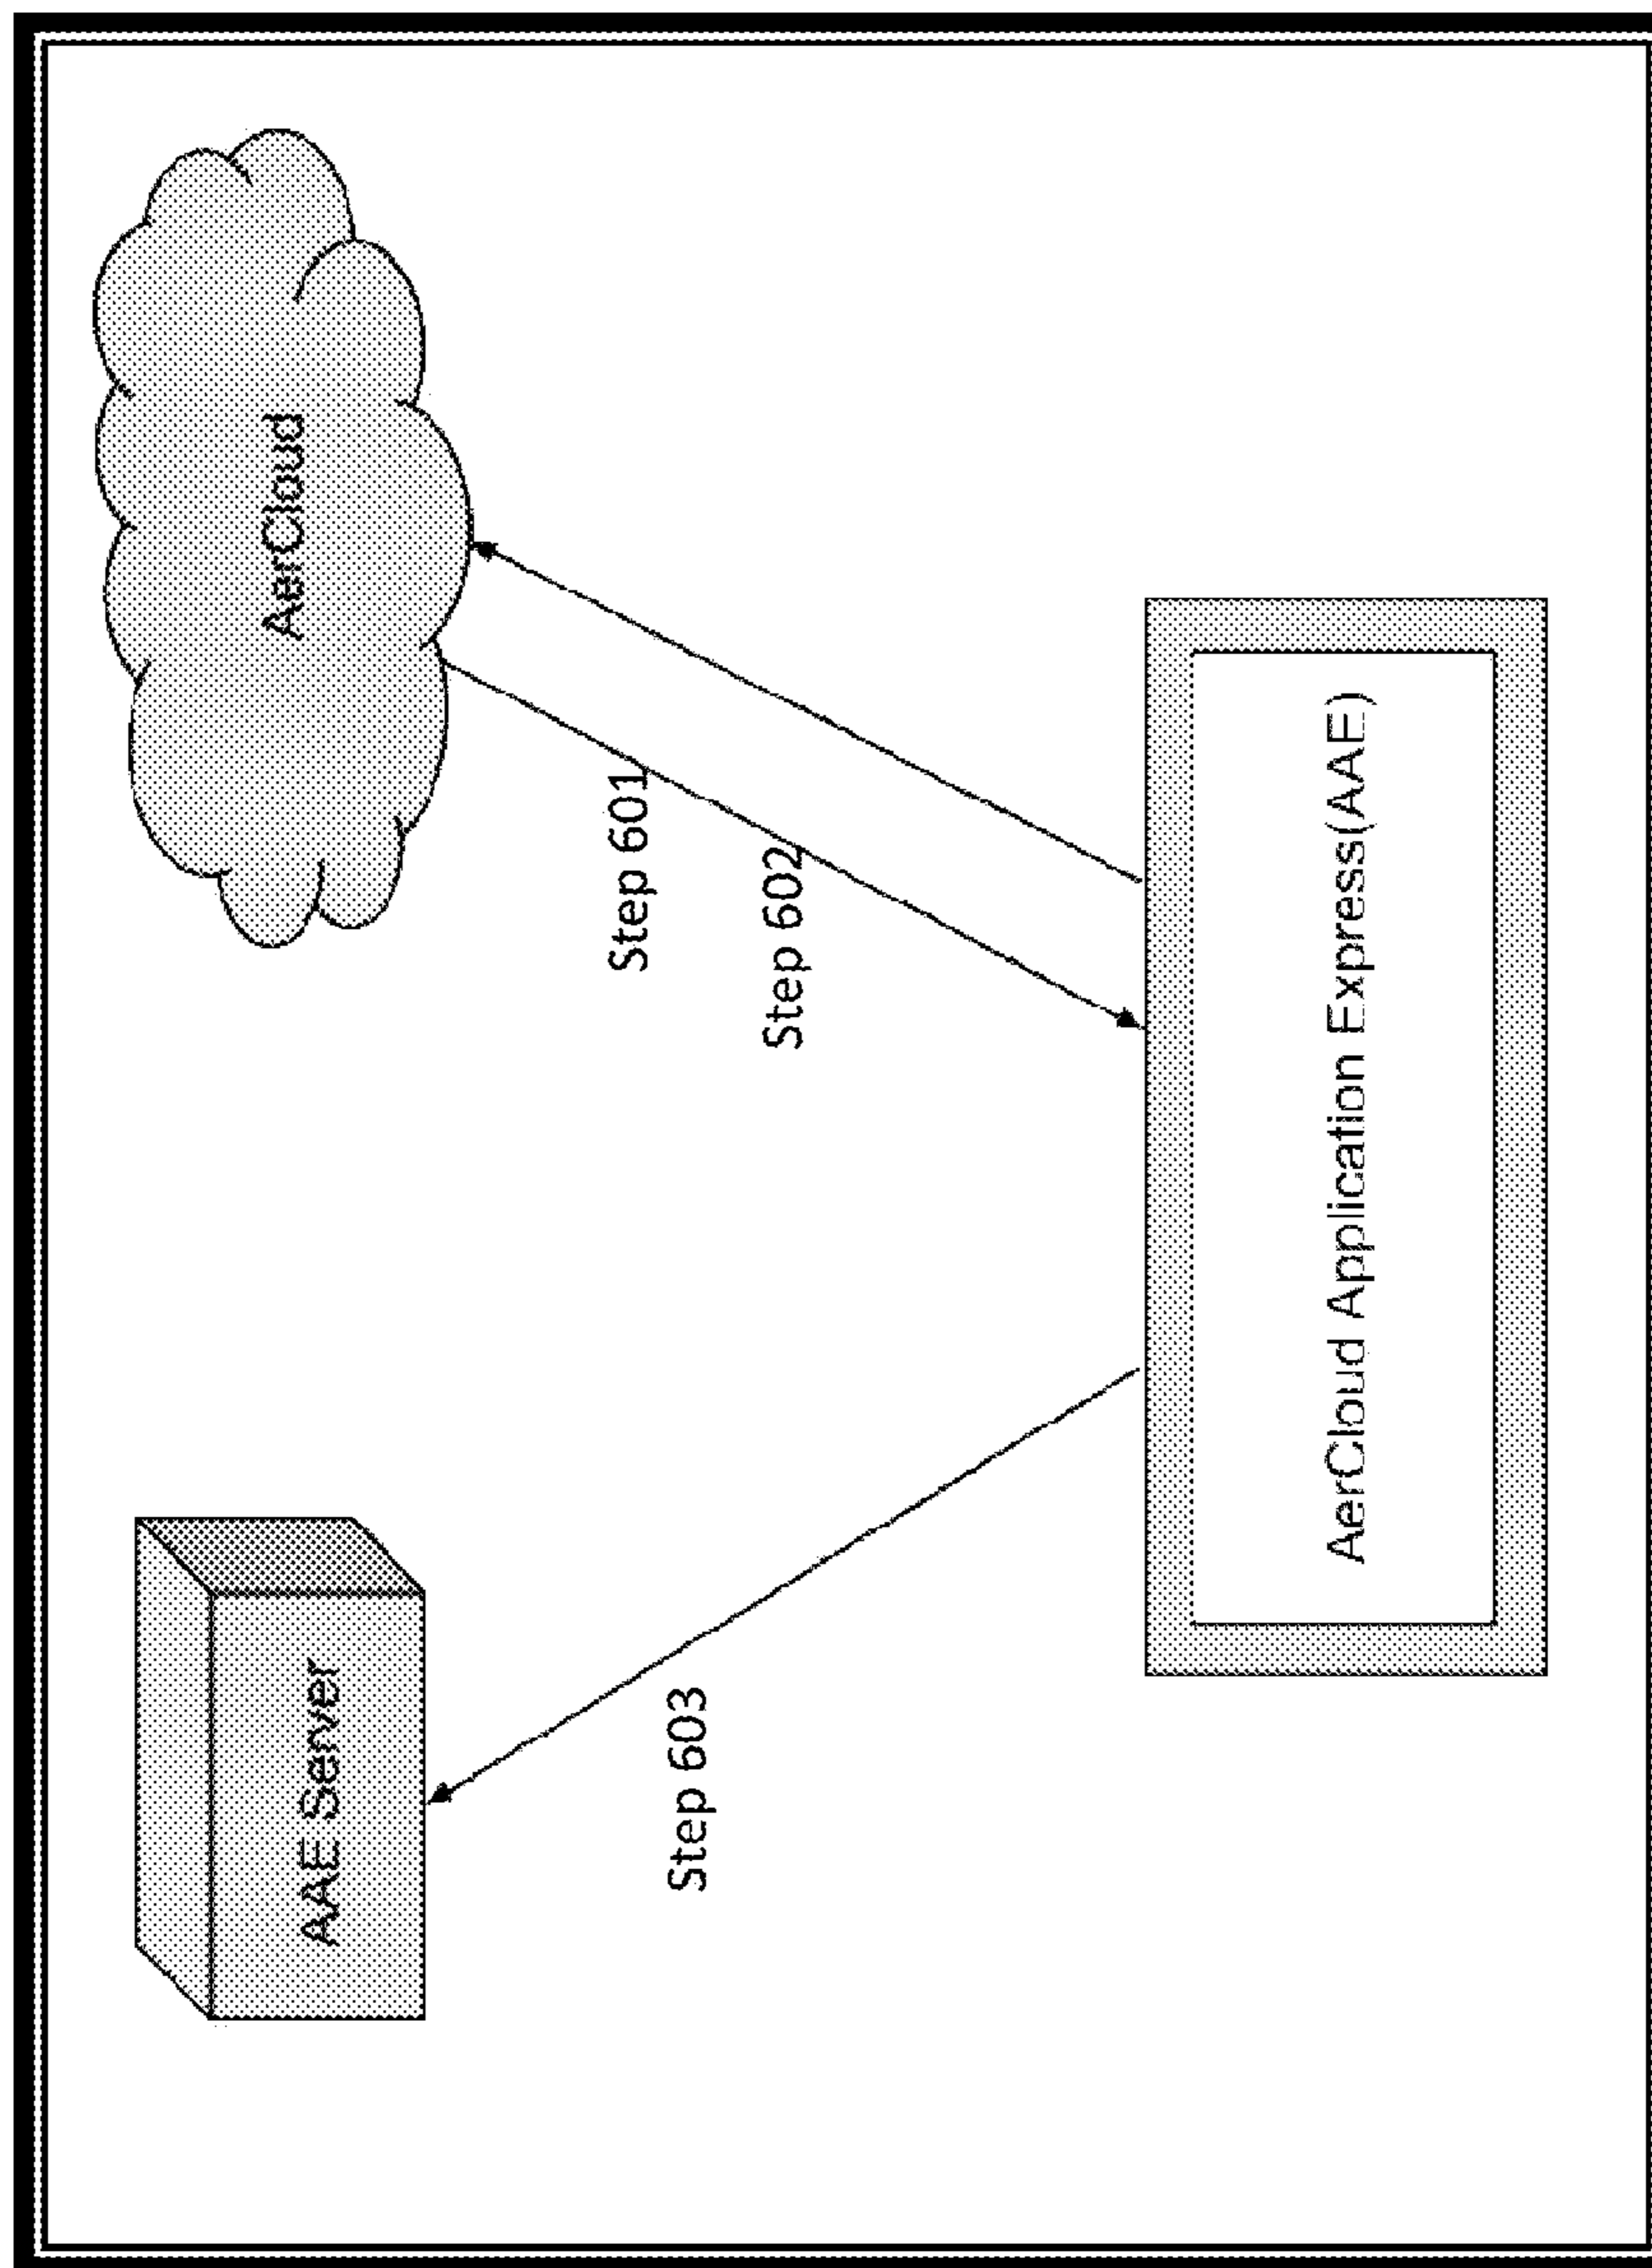 AAE Server
AerCloud
Step 601
Step 602
Step 603
AerCloud Application Express(AAE)